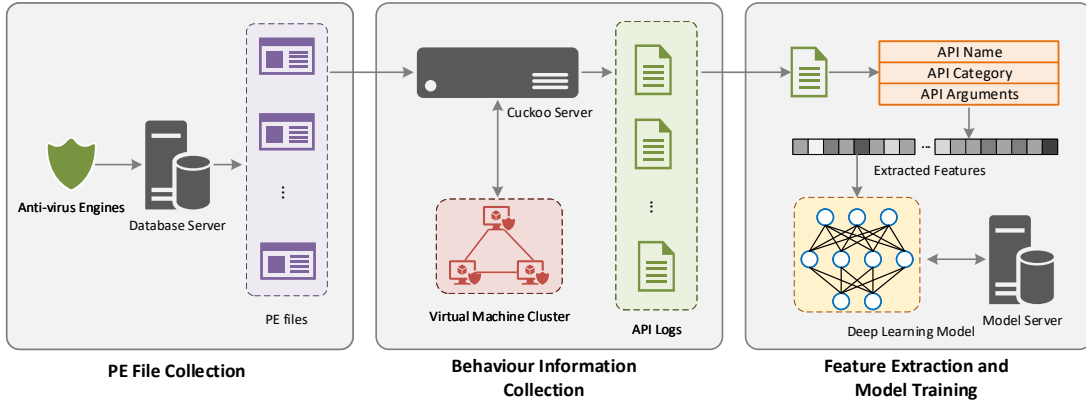 Anti-virus Engines
Database Server
⋮
PE files
PE File Collection
Cuckoo Server
Virtual Machine Cluster
⋮
API Logs
Behaviour Information
Collection
API Name
API Category
API Arguments
...
Extracted Features
Deep Learning Model
Model Server
Feature Extraction and
Model Training